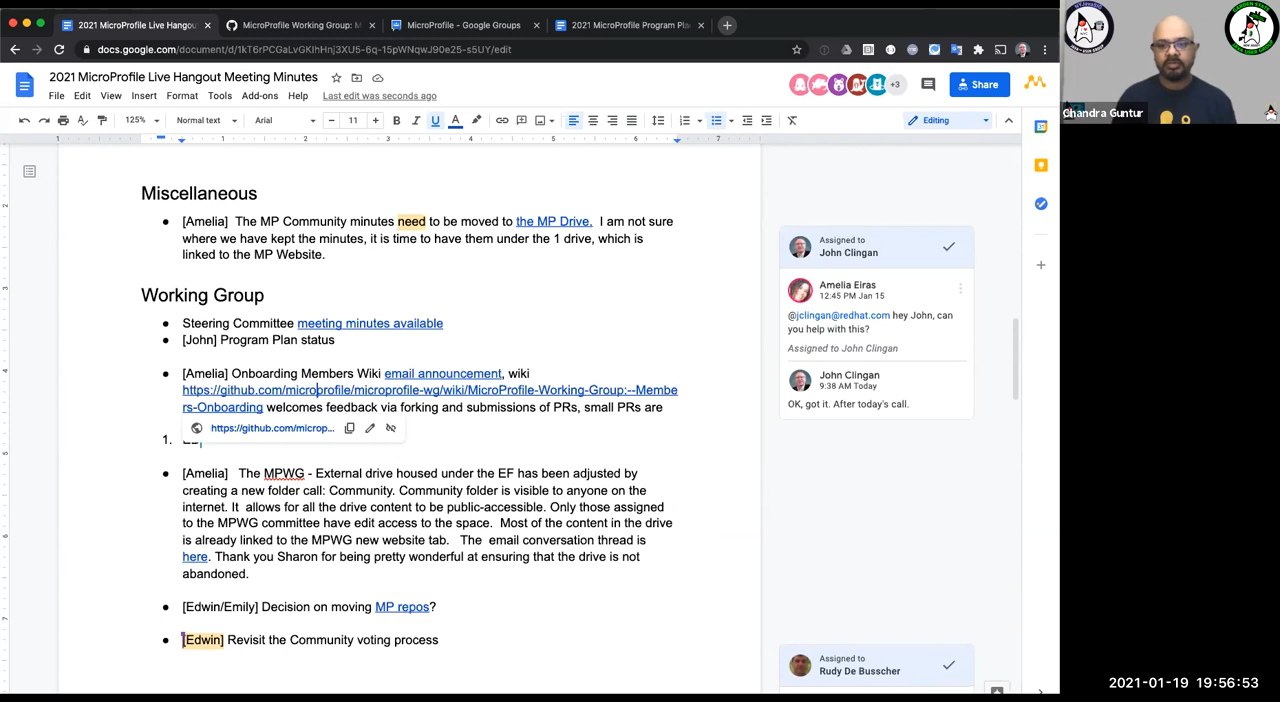 2021 MicroProfile Live Hangou
MicroProfile Working Group: M
MicroProfile - Google Groups
2021 MicroProfile Program Pla
docs.google.com/document/d/1kT6rPCGaLvGKIhHnj3XU5-6q-15pWNqwJ90e25-s5UY/edit
2021 MicroProfile Live Hangout Meeting Minutes
File Edit View Format Tools Help Last edit was seconds ago
+3
Share
125% Normal text Arial 11 Editing
Miscellaneous
[Amelia] The MP Community minutes need to be moved to the MP Drive. I am not sure
where we have kept the minutes, it is time to have them under the 1 drive, which is
linked to the MP Website.
Working Group
Steering Committee meeting minutes available
[John] Program Plan status
[Amelia] Onboarding Members Wiki email announcement, wiki
https://github.com/microprofile/microprofile-wg/wiki/MicroProfile-Working-Group:--Membe
rs-Onboarding welcomes feedback via forking and submissions of PRs, small PRs are
https://github.com/microp...
1.
[Amelia] The MPWG - External drive housed under the EF has been adjusted by
creating a new folder call: Community. Community folder is visible to anyone on the
internet. It allows for all the drive content to be public-accessible. Only those assigned
to the MPWG committee have edit access to the space. Most of the content in the drive
is already linked to the MPWG new website tab. The email conversation thread is
here. Thank you Sharon for being pretty wonderful at ensuring that the drive is not
abandoned.
[Edwin/Emily] Decision on moving MP repos?
[Edwin] Revisit the Community voting process
Assigned to
John Clingan
Amelia Eiras
12:45 PM Jan 15
@jclingan@redhat.com hey John, can
you help with this?
Assigned to John Clingan
John Clingan
9:38 AM Today
OK, got it. After today's call.
Assigned to
Rudy De Busscher
Chandra Guntur
2021-01-19 19:56:53